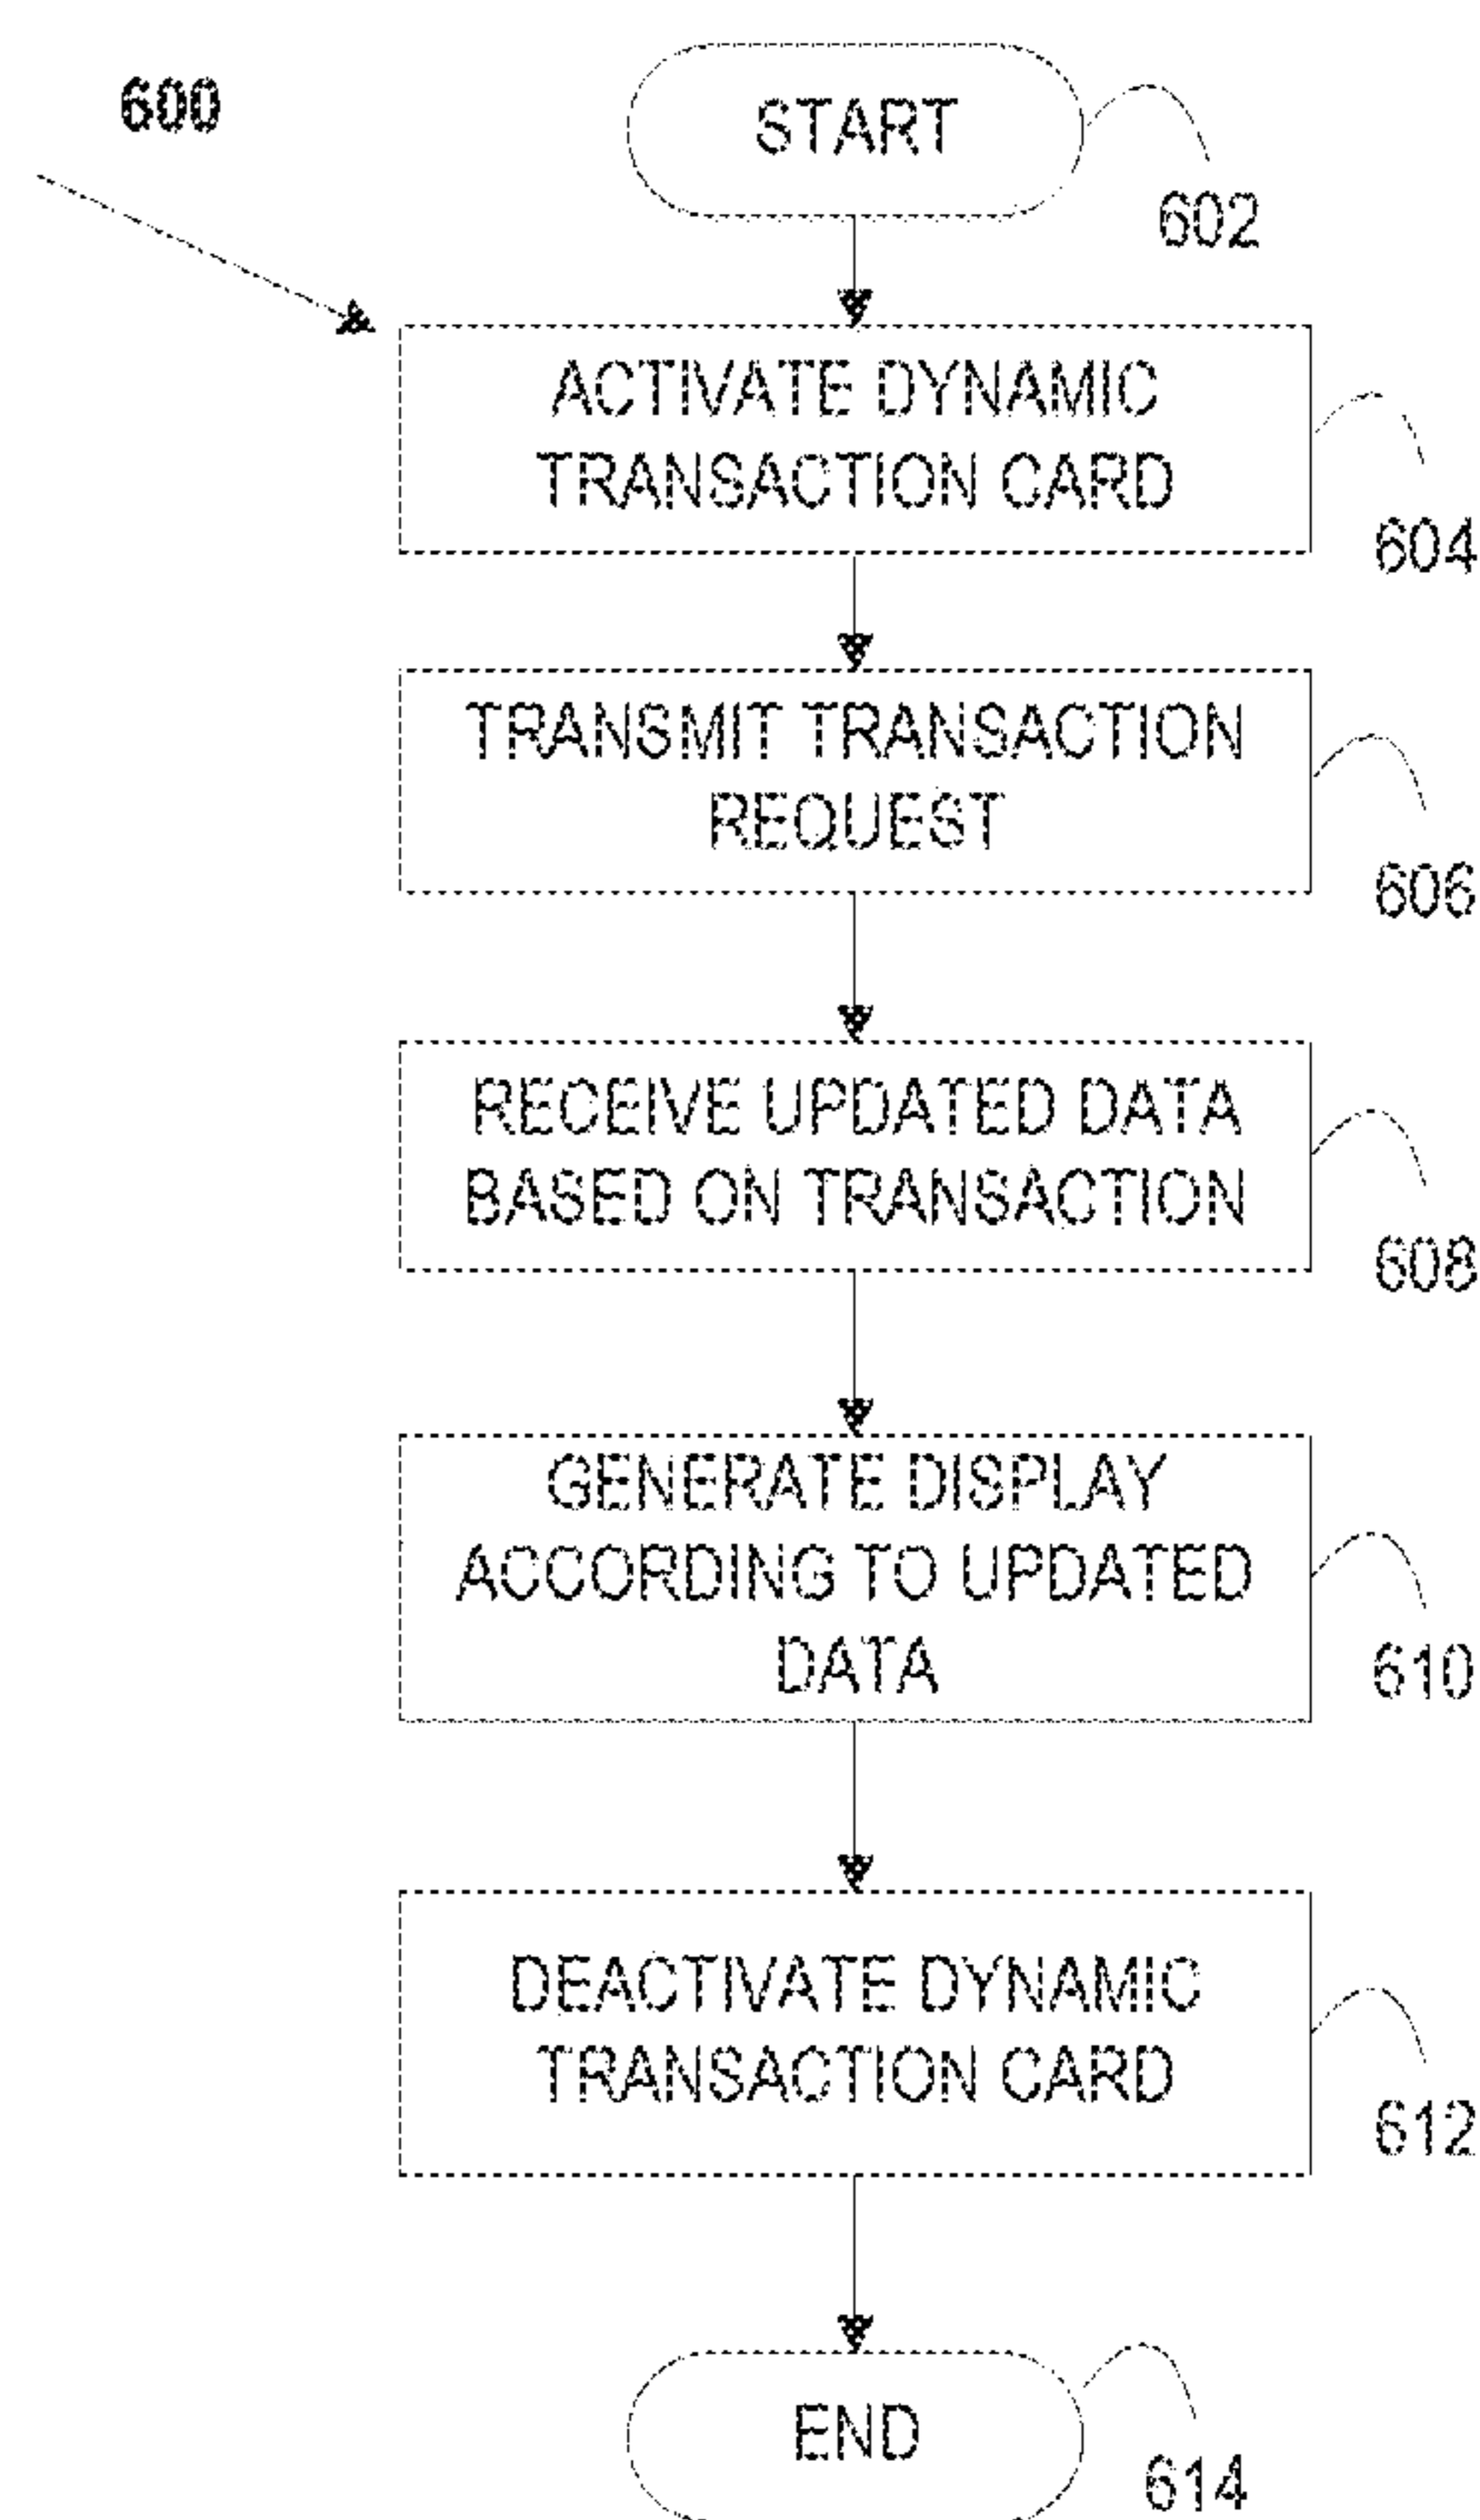 600
START
602
ACTIVATE DYNAMIC
TRANSACTION CARD
604
TRANSMIT TRANSACTION
REQUEST
606
RECEIVE UPDATED DATA
BASED ON TRANSACTION
608
GENERATE DISPLAY
ACCORDING TO UPDATED
DATA
610
DEACTIVATE DYNAMIC
TRANSACTION CARD
612
END
614